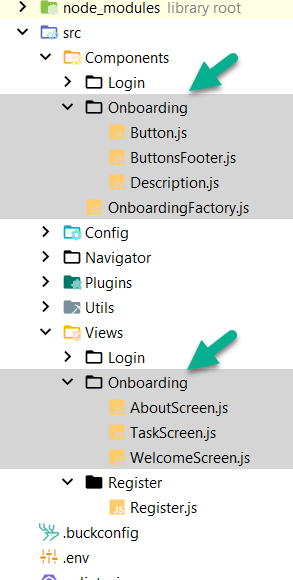 node_modules library root
src
Components
Login
Onboarding
Button.js
ButtonsFooter.js
Description.js
OnboardingFactory.js
Config
Navigator
Plugins
Utils
Views
Login
Onboarding
AboutScreen.js
TaskScreen.js
WelcomeScreen.js
Register
Register.js
.buckconfig
.env